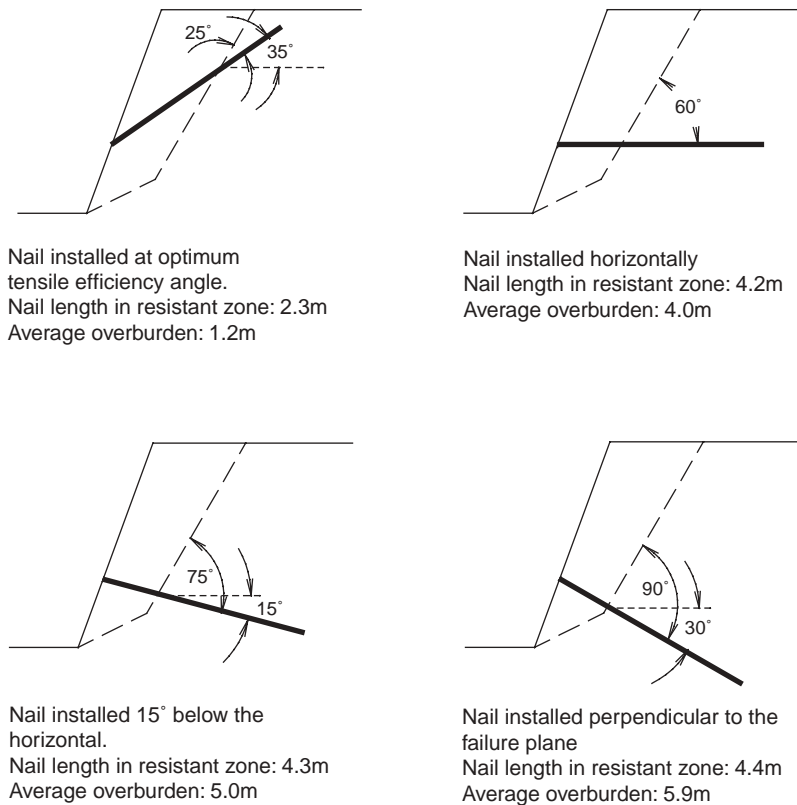 25˚
35˚
60˚
Nail installed at optimum
tensile efficiency angle.
Nail length in resistant zone: 2.3m
Average overburden: 1.2m
Nail installed horizontally
Nail length in resistant zone: 4.2m
Average overburden: 4.0m
75˚
15˚
90˚
30˚
Nail installed 15˚ below the
horizontal.
Nail length in resistant zone: 4.3m
Average overburden: 5.0m
Nail installed perpendicular to the
failure plane
Nail length in resistant zone: 4.4m
Average overburden: 5.9m